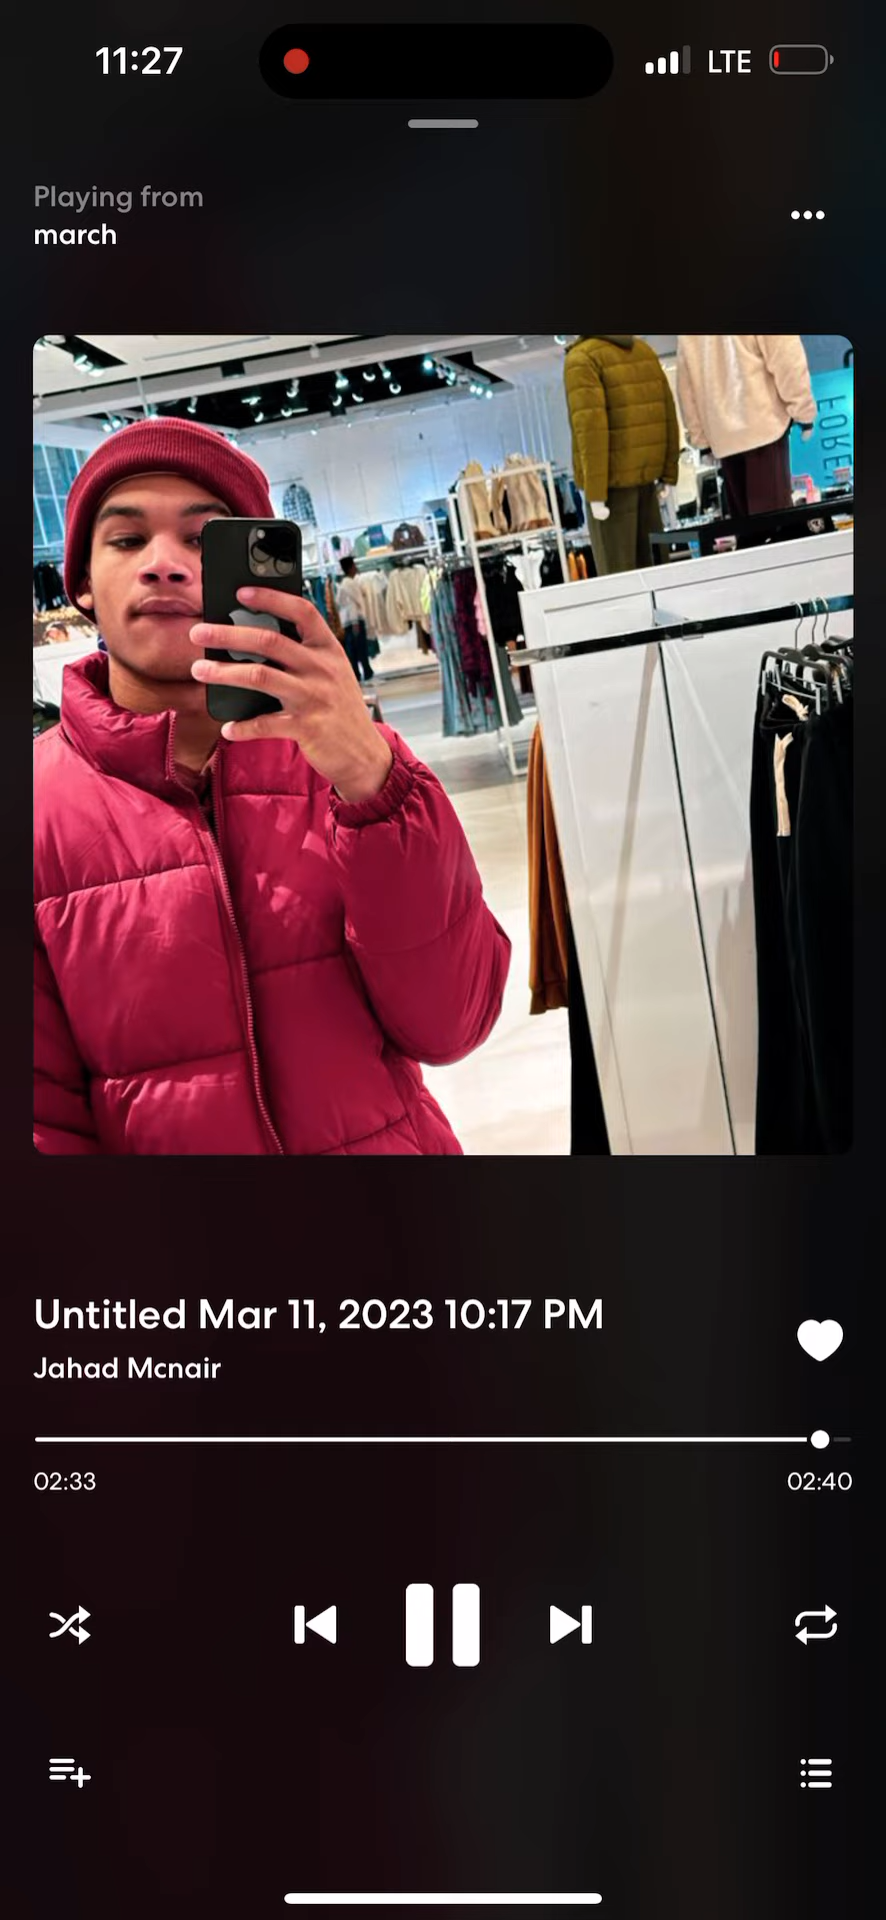 11:27
LTE
Playing from
march
FORE
Untitled Mar 11, 2023 10:17 PM
Jahad Mcnair
02:33
02:40